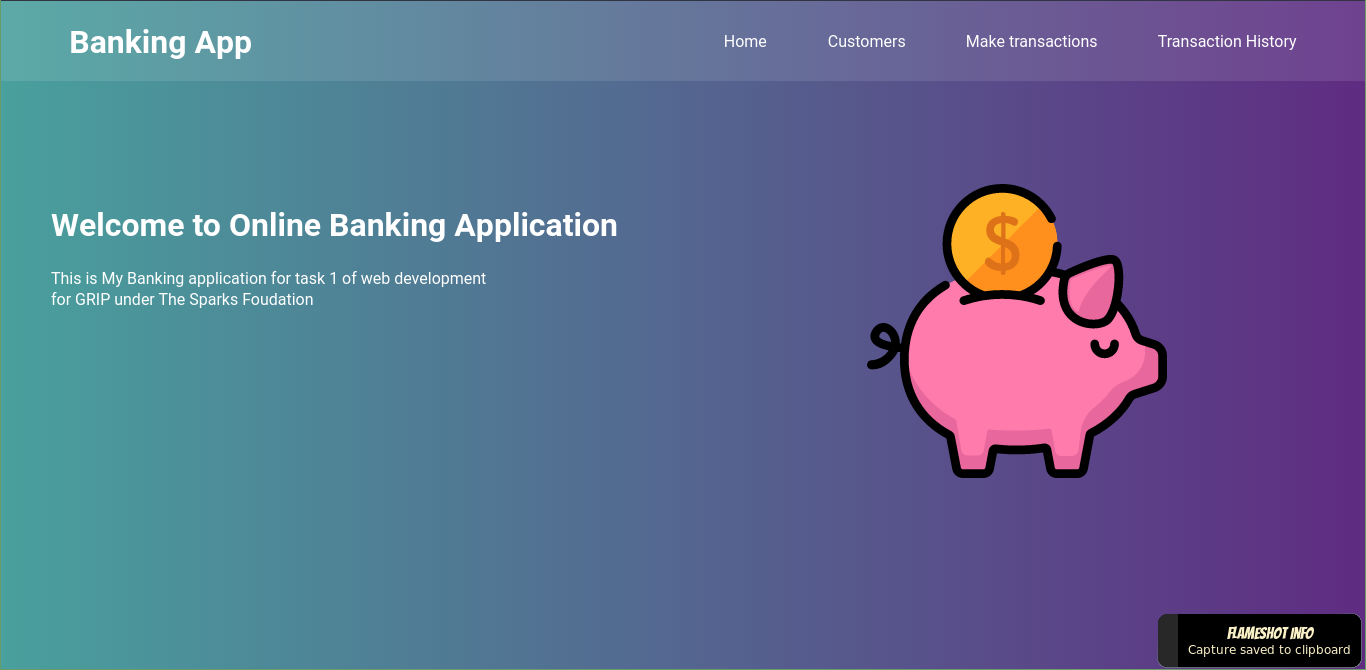 Banking App
Home
Customers
Make transactions
Transaction History
Welcome to Online Banking Application
This is My Banking application for task 1 of web development
for GRIP under The Sparks Foudation
$
FLAMESHOT INFO
Capture saved to clipboard